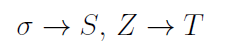 σ → S, Z → T